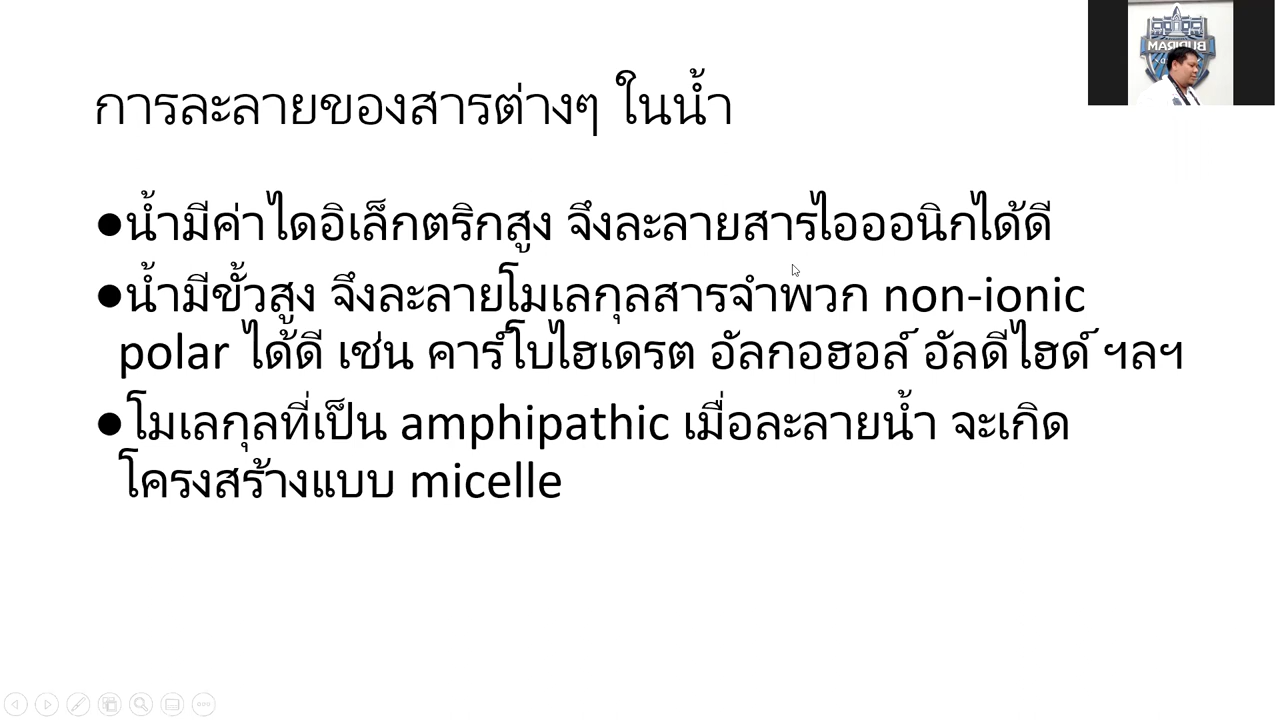 การละลายของสารต่างๆ ในน้ำ
●น้ำมีค่าไดอิเล็กตริกสูง จึงละลายสารไอออนิกได้ดี
●น้ำมีขั้วสูง จึงละลายโมเลกุลสารจำพวก non-ionic
polar ได้ดี เช่น คาร์โบไฮเดรต อัลกอฮอล์ อัลดีไฮด์ ฯลฯ
●โมเลกุลที่เป็น amphipathic เมื่อละลายน้ำ จะเกิด
โครงสร้างแบบ micelle
BURIRAM